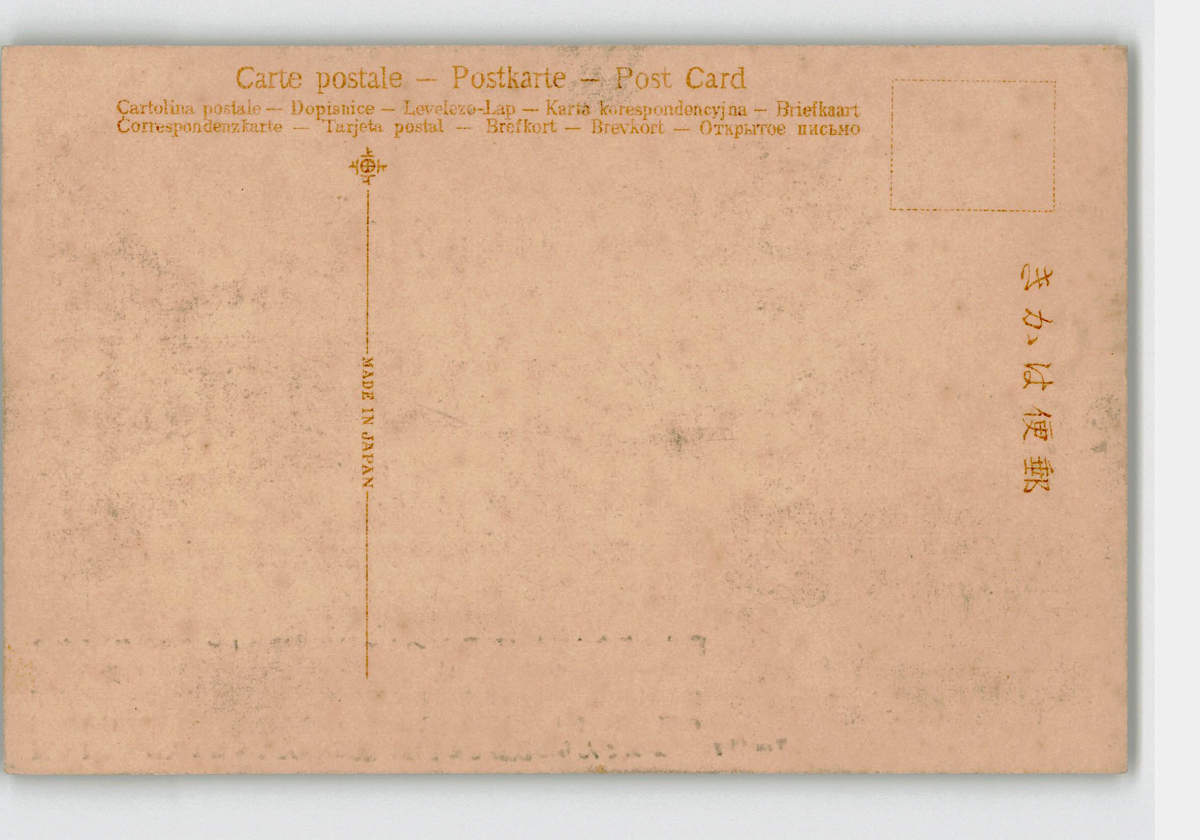 Carte postale — Postkarte — Post Card
Cartolina postale — Dopisnice — Levelezo-Lap — Karta korespondencyjna — Briefkaart
Correspondenzkarte — Tarjeta postal — Brefkort — Brevkort — Открытое письмо
MADE IN JAPAN
きかは便郵